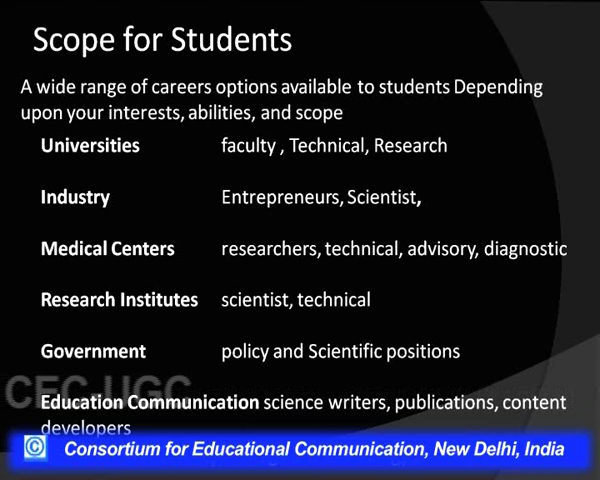 Scope for Students
A wide range of careers options available to students Depending
upon your interests, abilities, and scope
Universities faculty , Technical, Research
Industry Entrepreneurs, Scientist,
Medical Centers researchers, technical, advisory, diagnostic
Research Institutes scientist, technical
Government policy and Scientific positions
CEC-UGC
Education Communication science writers, publications, content
developers
© Consortium for Educational Communication, New Delhi, India